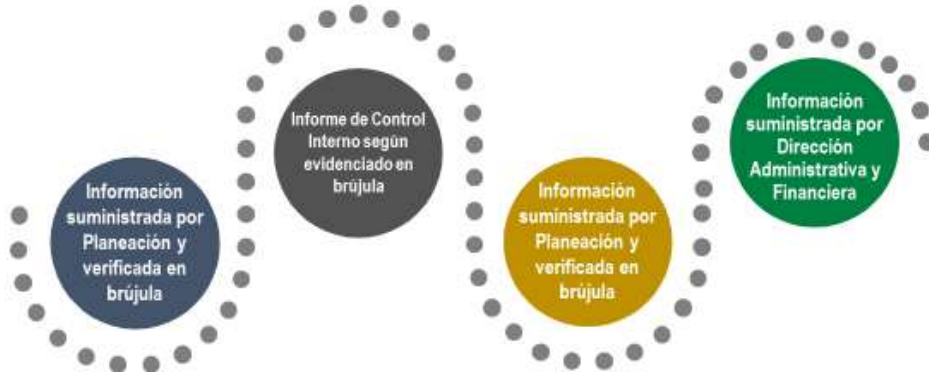 Información
suministrada por
Planeación y
verificada en
brújula
Informe de Control
Interno según
evidenciado en
brújula
Información
suministrada por
Planeación y
verificada en
brújula
Información
suministrada por
Dirección
Administrativa y
Financiera